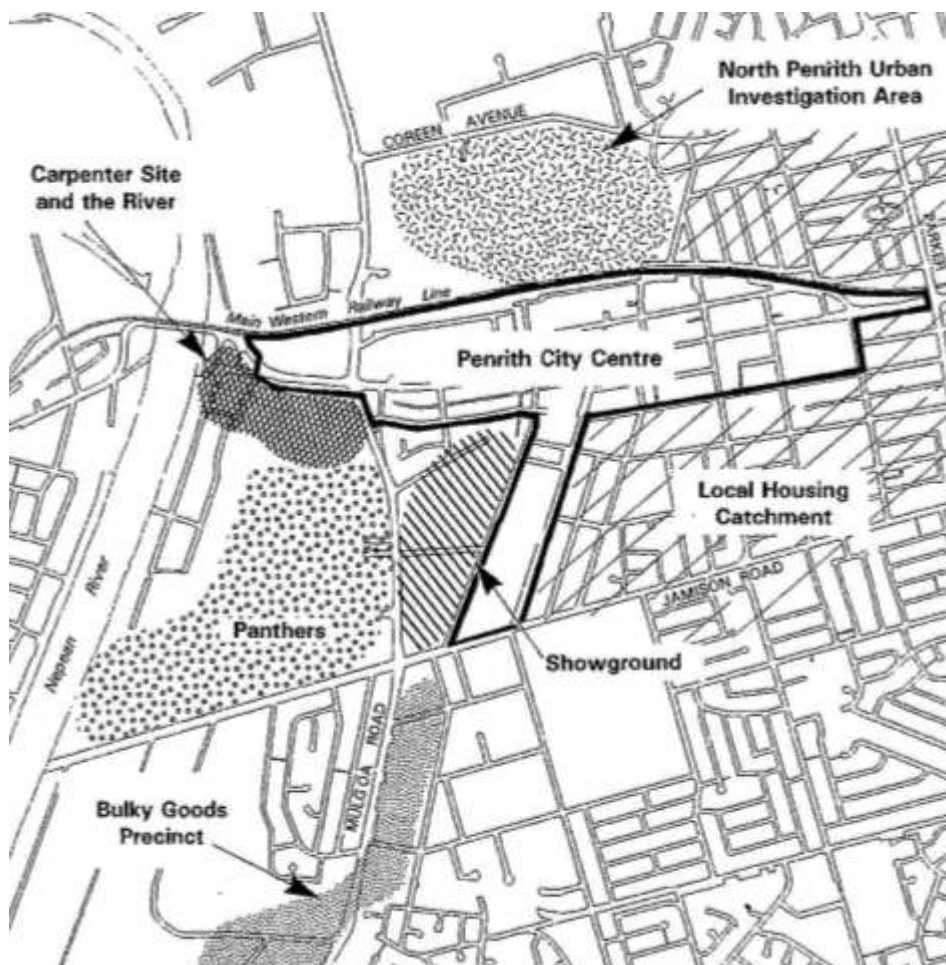 North Penrith Urban
Investigation Area
COREEN AVENUE
Carpenter Site
and the River
PARKER
Main Western Railway Line
Penrith City Centre
Local Housing
Catchment
JAMISON ROAD
River
Nepean
Panthers
Showground
MULGOA ROAD
Bulky Goods
Precinct